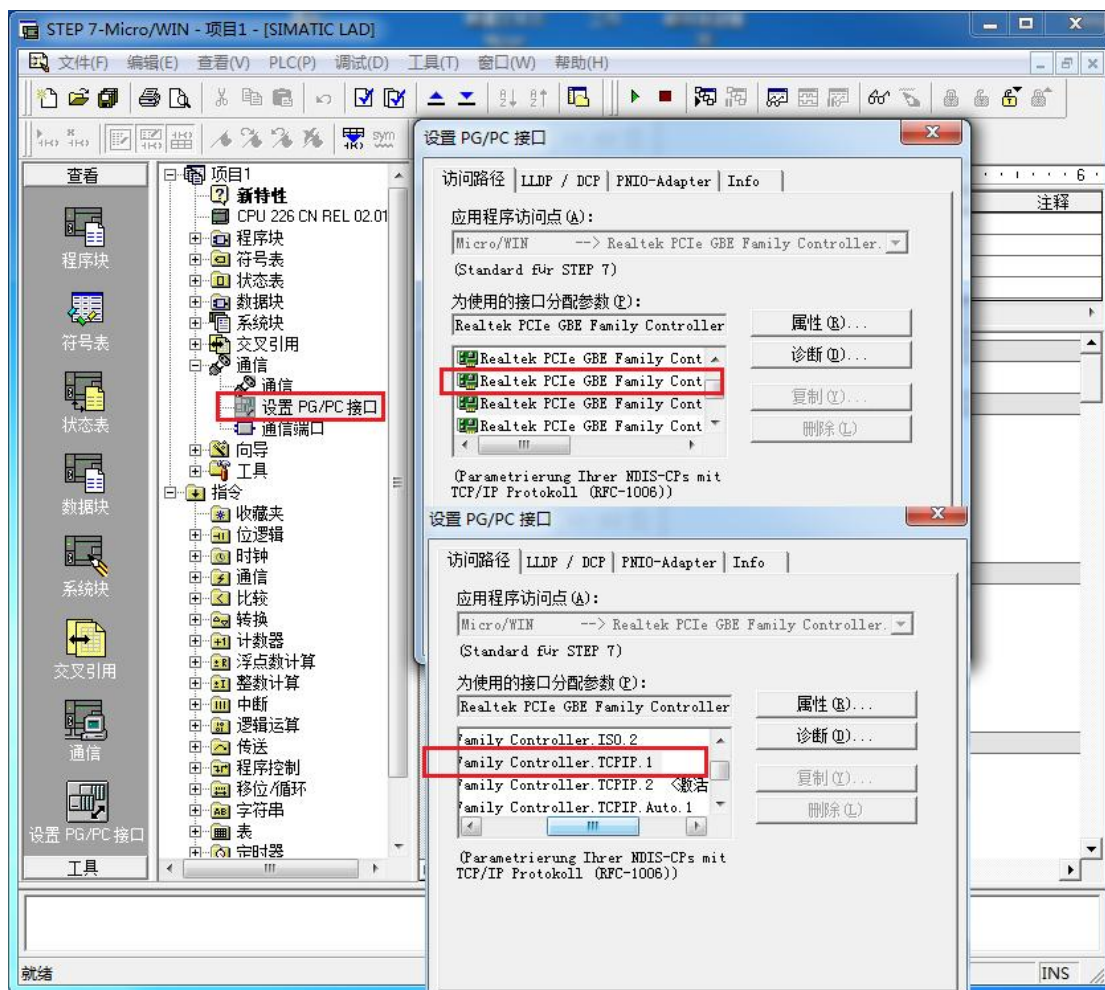 STEP 7-Micro/WIN - 项目1 - [SIMATIC LAD]
文件(F) 编辑(E) 查看(V) PLC(P) 调试(D) 工具(T) 窗口(W) 帮助(H)
sym
查看
程序块
符号表
状态表
数据块
系统块
交叉引用
通信
设置 PG/PC 接口
工具
项目1
新特性
CPU 226 CN REL 02.01
程序块
符号表
状态表
数据块
系统块
交叉引用
通信
通信
设置 PG/PC 接口
通信端口
向导
工具
指令
收藏夹
位逻辑
时钟
通信
比较
转换
计数器
浮点数计算
整数计算
中断
逻辑运算
传送
程序控制
移位/循环
字符串
表
定时器
6
注释
设置 PG/PC 接口
访问路径 LLDP / DCP PNIO-Adapter Info
应用程序访问点(A):
Micro/WIN --> Realtek PCIe GBE Family Controller.
(Standard für STEP 7)
为使用的接口分配参数(P):
Realtek PCIe GBE Family Controller
属性(R)...
Realtek PCIe GBE Family Cont
诊断(D)...
Realtek PCIe GBE Family Cont
Realtek PCIe GBE Family Cont
复制(Y)...
Realtek PCIe GBE Family Cont
删除(L)
(Parametrierung Ihrer NDIS-CPs mit
TCP/IP Protokoll (RFC-1006))
设置 PG/PC 接口
访问路径 LLDP / DCP PNIO-Adapter Info
应用程序访问点(A):
Micro/WIN --> Realtek PCIe GBE Family Controller.
(Standard für STEP 7)
为使用的接口分配参数(P):
Realtek PCIe GBE Family Controller
属性(R)...
Family Controller.ISO.2
诊断(D)...
Family Controller.TCPIP.1
Family Controller.TCPIP.2 <激活
复制(Y)...
Family Controller.TCPIP.Auto.1
删除(L)
(Parametrierung Ihrer NDIS-CPs mit
TCP/IP Protokoll (RFC-1006))
就绪
INS